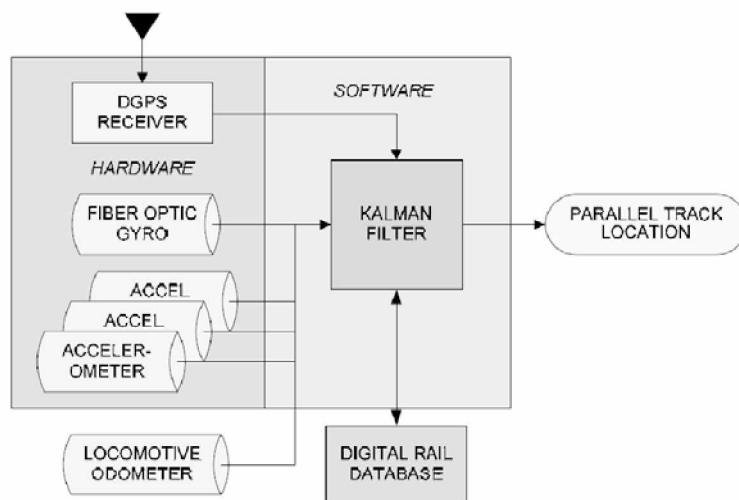 SOFTWARE
DGPS
RECEIVER
HARDWARE
KALMAN
FILTER
FIBER OPTIC
GYRO
PARALLEL TRACK
LOCATION
ACCEL
ACCEL
ACCELER-
OMETER
LOCOMOTIVE
ODOMETER
DIGITAL RAIL
DATABASE